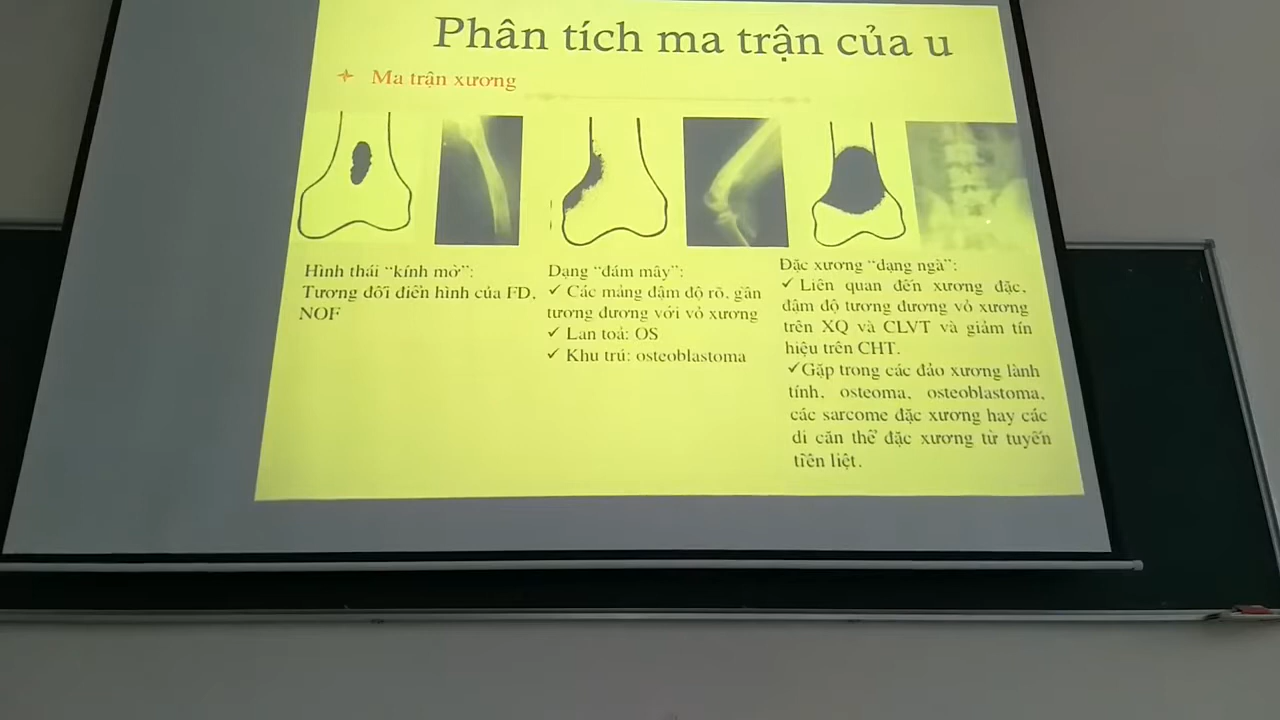 Phân tích ma trận của u
Ma trận xương
Hình thái “kính mờ”:
Tương đối điển hình của FD,
NOF
Dạng “đám mây”:
✓ Các mảng đậm độ rõ, gần
tương đương với vỏ xương
✓ Lan toả: OS
✓ Khu trú: osteoblastoma
Đặc xương “dạng ngà”:
✓ Liên quan đến xương đặc,
đậm độ tương đương vỏ xương
trên XQ và CLVT và giảm tín
hiệu trên CHT.
✓Gặp trong các đảo xương lành
tính, osteoma, osteoblastoma,
các sarcome đặc xương hay các
di căn thể đặc xương từ tuyến
tiền liệt.